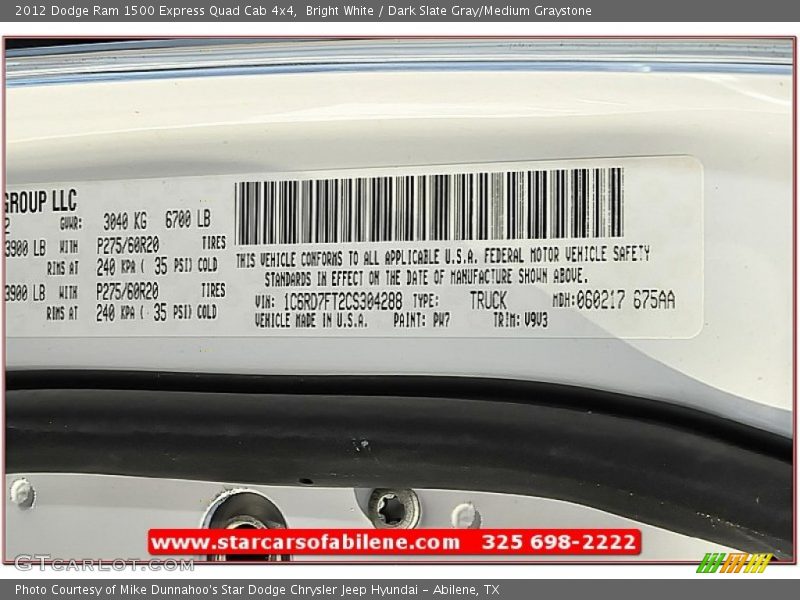 2012 Dodge Ram 1500 Express Quad Cab 4x4,  Bright White / Dark Slate Gray/Medium Graystone
GROUP LLC
2 GVWR: 3040 KG 6700 LB
3900 LB WITH P275/60R20 TIRES
RIMS AT 240 KPA ( 35 PSI) COLD
3900 LB WITH P275/60R20 TIRES
RIMS AT 240 KPA ( 35 PSI) COLD
THIS VEHICLE CONFORMS TO ALL APPLICABLE U.S.A. FEDERAL MOTOR VEHICLE SAFETY
STANDARDS IN EFFECT ON THE DATE OF MANUFACTURE SHOWN ABOVE.
VIN: 1C6RD7FT2CS304288 TYPE: TRUCK MDH:060217 675AA
VEHICLE MADE IN U.S.A. PAINT: PW7 TRIM: V9V3
www.starcarsofabilene.com 325 698-2222
GTcarlot.com
Photo Courtesy of Mike Dunnahoo's Star Dodge Chrysler Jeep Hyundai - Abilene, TX